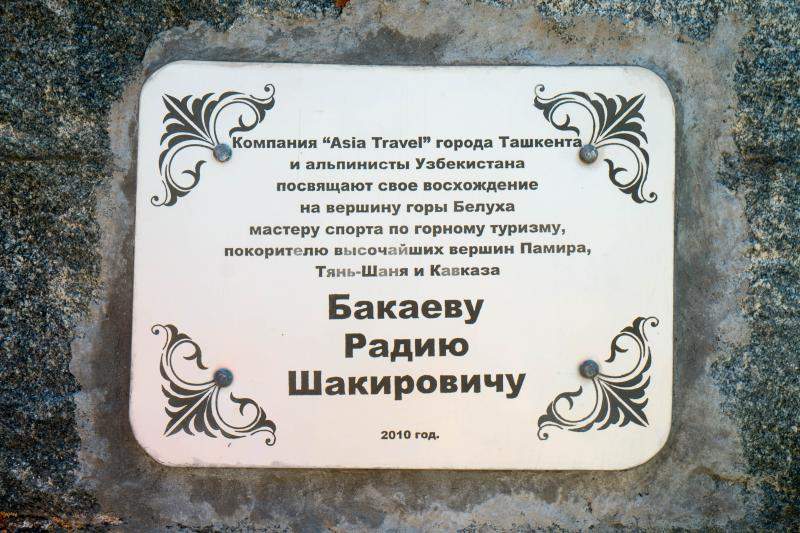 Компания “Asia Travel” города Ташкента
и альпинисты Узбекистана
посвящают свое восхождение
на вершину горы Белуха
мастеру спорта по горному туризму,
покорителю высочайших вершин Памира,
Тянь-Шаня и Кавказа
Бакаеву
Радию
Шакировичу
2010 год.